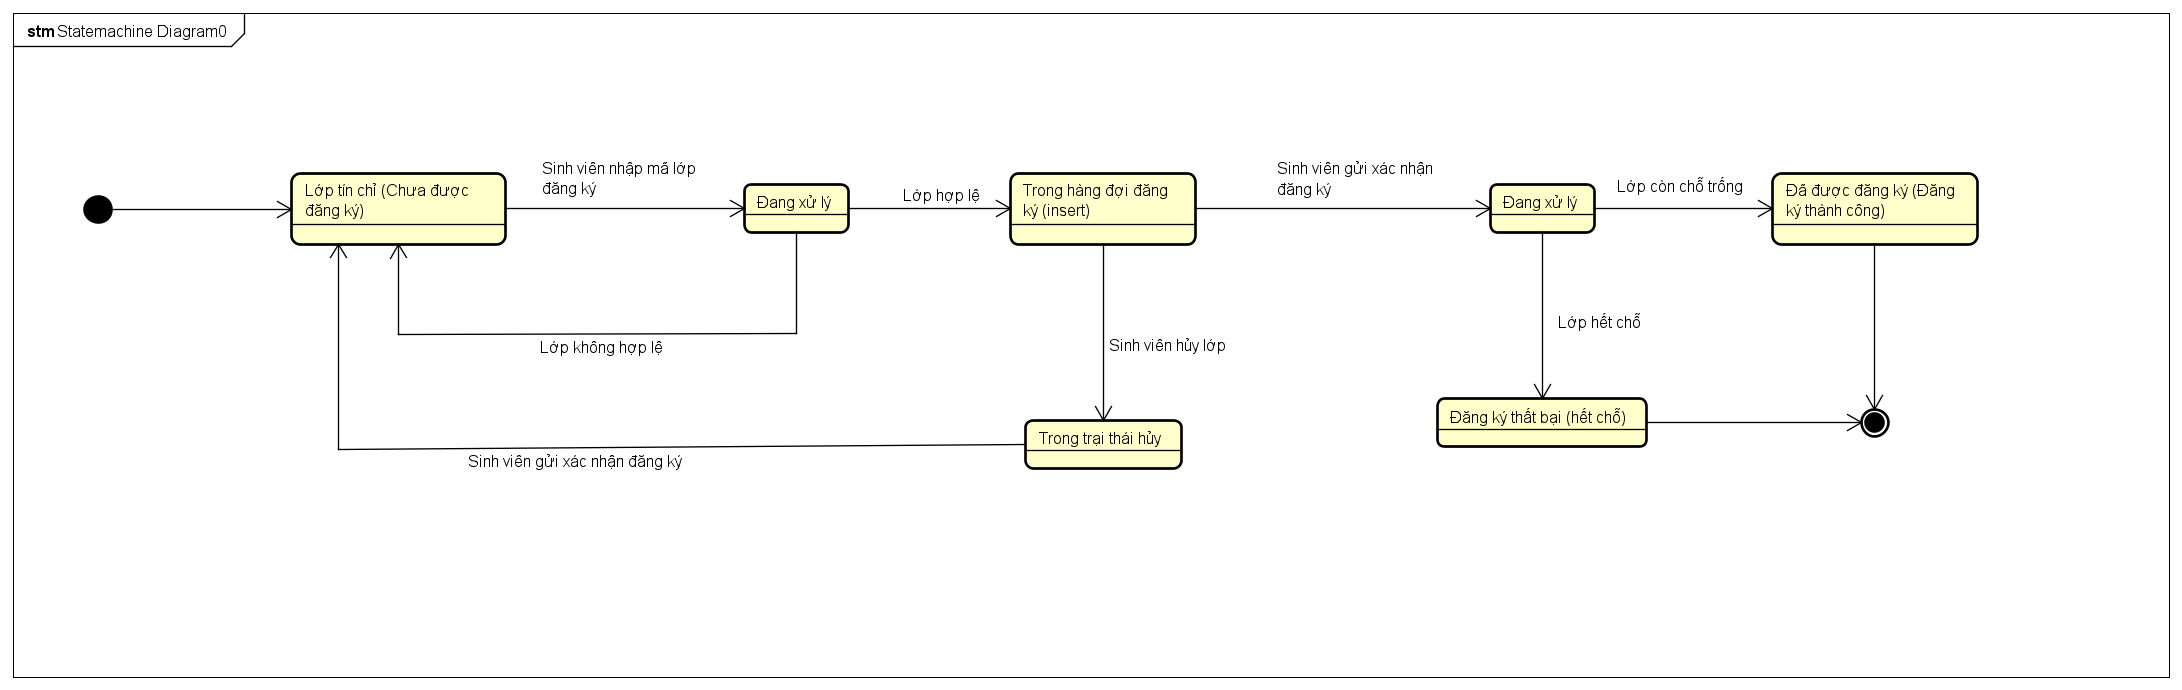 stm Statemachine Diagram0
Sinh viên nhập mã lớp
đăng ký
Sinh viên gửi xác nhận
đăng ký
Lớp tín chỉ (Chưa được
đăng ký)
Đang xử lý
Lớp hợp lệ
Trong hàng đợi đăng
ký (insert)
Đang xử lý
Lớp còn chỗ trống
Đã được đăng ký (Đăng
ký thành công)
Lớp không hợp lệ
Sinh viên hủy lớp
Lớp hết chỗ
Đăng ký thất bại (hết chỗ)
Trong trại thái hủy
Sinh viên gửi xác nhận đăng ký